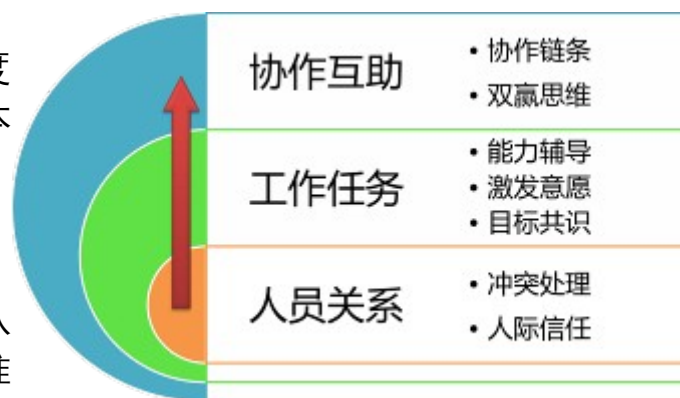 度
本
协作互助
• 协作链条
• 双赢思维
工作任务
• 能力辅导
• 激发意愿
• 目标共识
人员关系
• 冲突处理
• 人际信任